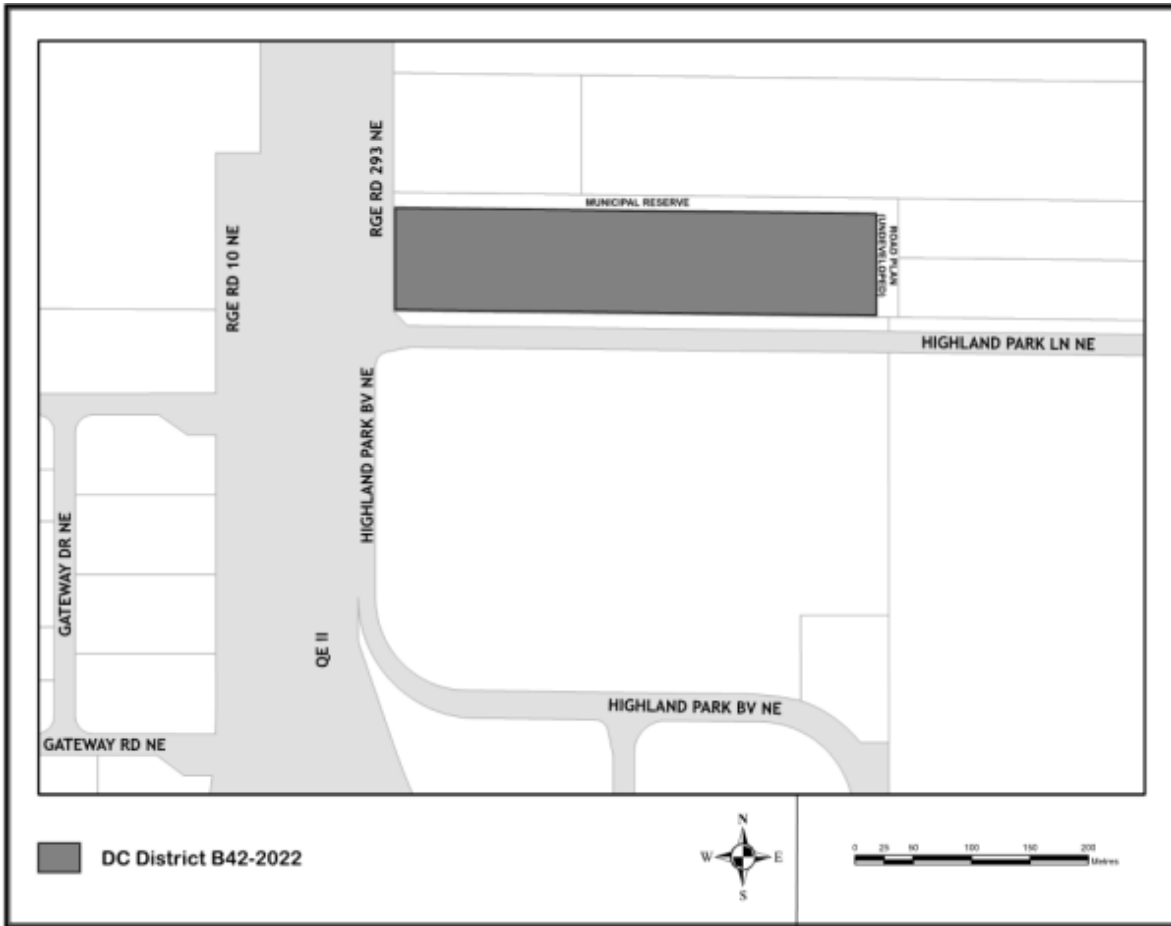 RGE RD 293 NE
MUNICIPAL RESERVE
RGE RD 10 NE
ROAD PLAN
(UNDEVELOPED)
HIGHLAND PARK LN NE
HIGHLAND PARK BV NE
GATEWAY DR NE
QE II
HIGHLAND PARK BV NE
GATEWAY RD NE
DC District B42-2022
N
W E
S
0 25 50 100 150 200
Metres